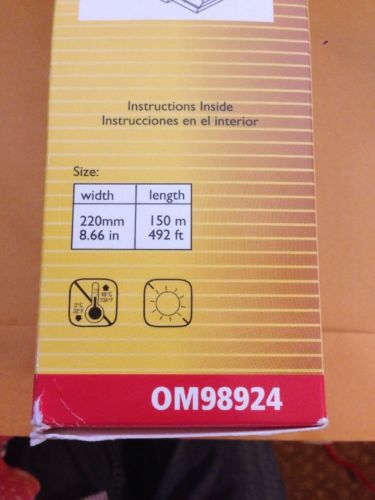 Instructions Inside
Instrucciones en el interior
Size:
width length
220mm 150 m
8.66 in 492 ft
OM98924